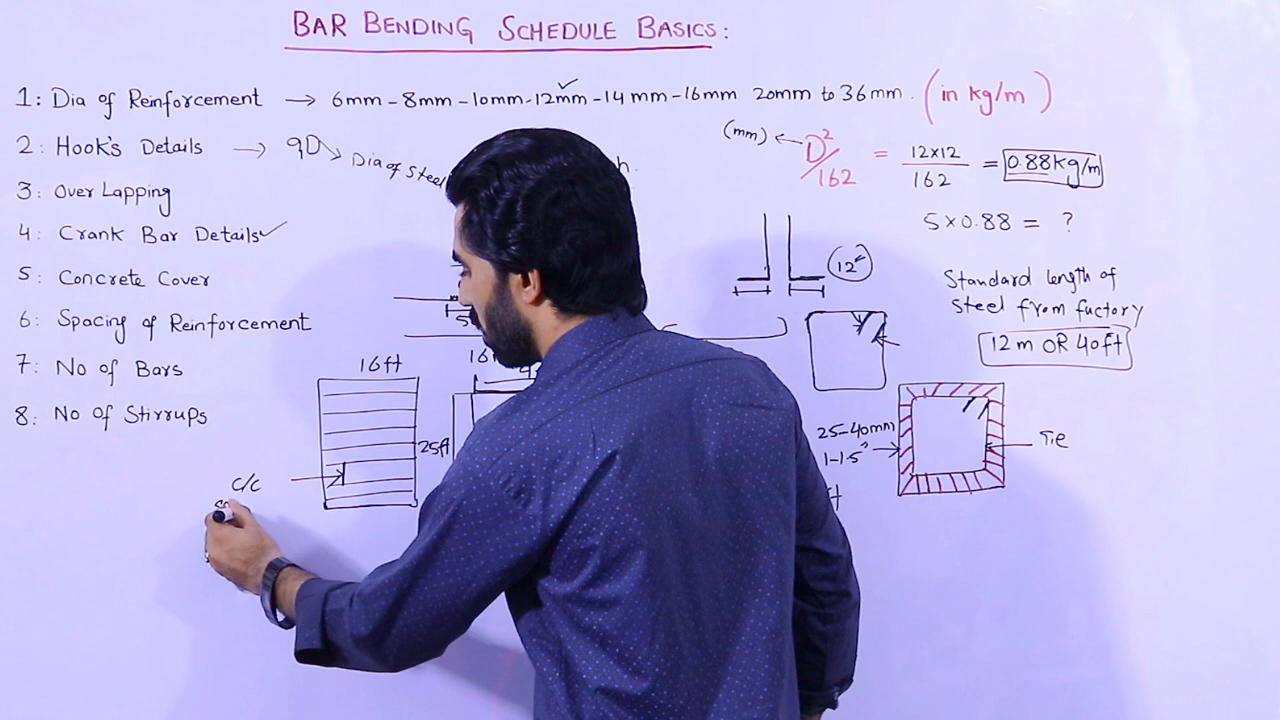 BAR BENDING SCHEDULE BASICS:
1: Dia of Reinforcement → 6mm - 8mm - 10mm - 12mm - 14mm - 16mm 20mm to 36mm. (in kg/m)
2: Hook's Details → 9D
Dia of Steel
3: Over Lapping
4: Crank Bar Details✓
5: Concrete Cover
6: Spacing of Reinforcement
7: No of Bars
8: No of Stirrups
(mm) ← D²/162 = 12×12/162 = 0.88kg/m
5×0.88 = ?
12"
Standard length of
Steel from factory
12m OR 40ft
16ft
25ft
c/c
25-40mm
1-1.5"
Tie